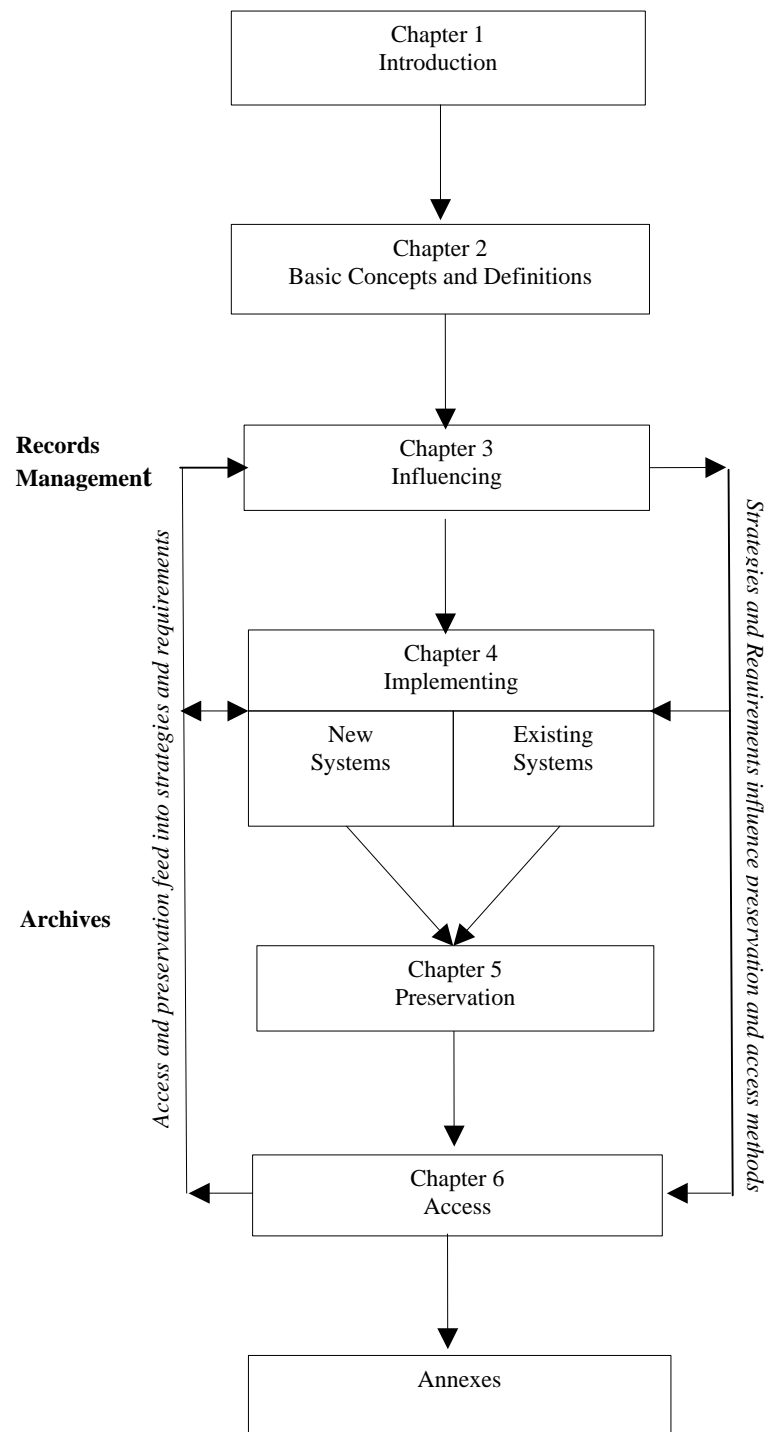 Chapter 1
Introduction
Chapter 2
Basic Concepts and Definitions
Records
Management
Chapter 3
Influencing
Access and preservation feed into strategies and requirements
Strategies and Requirements influence preservation and access methods
Chapter 4
Implementing
New
Systems
Existing
Systems
Archives
Chapter 5
Preservation
Chapter 6
Access
Annexes